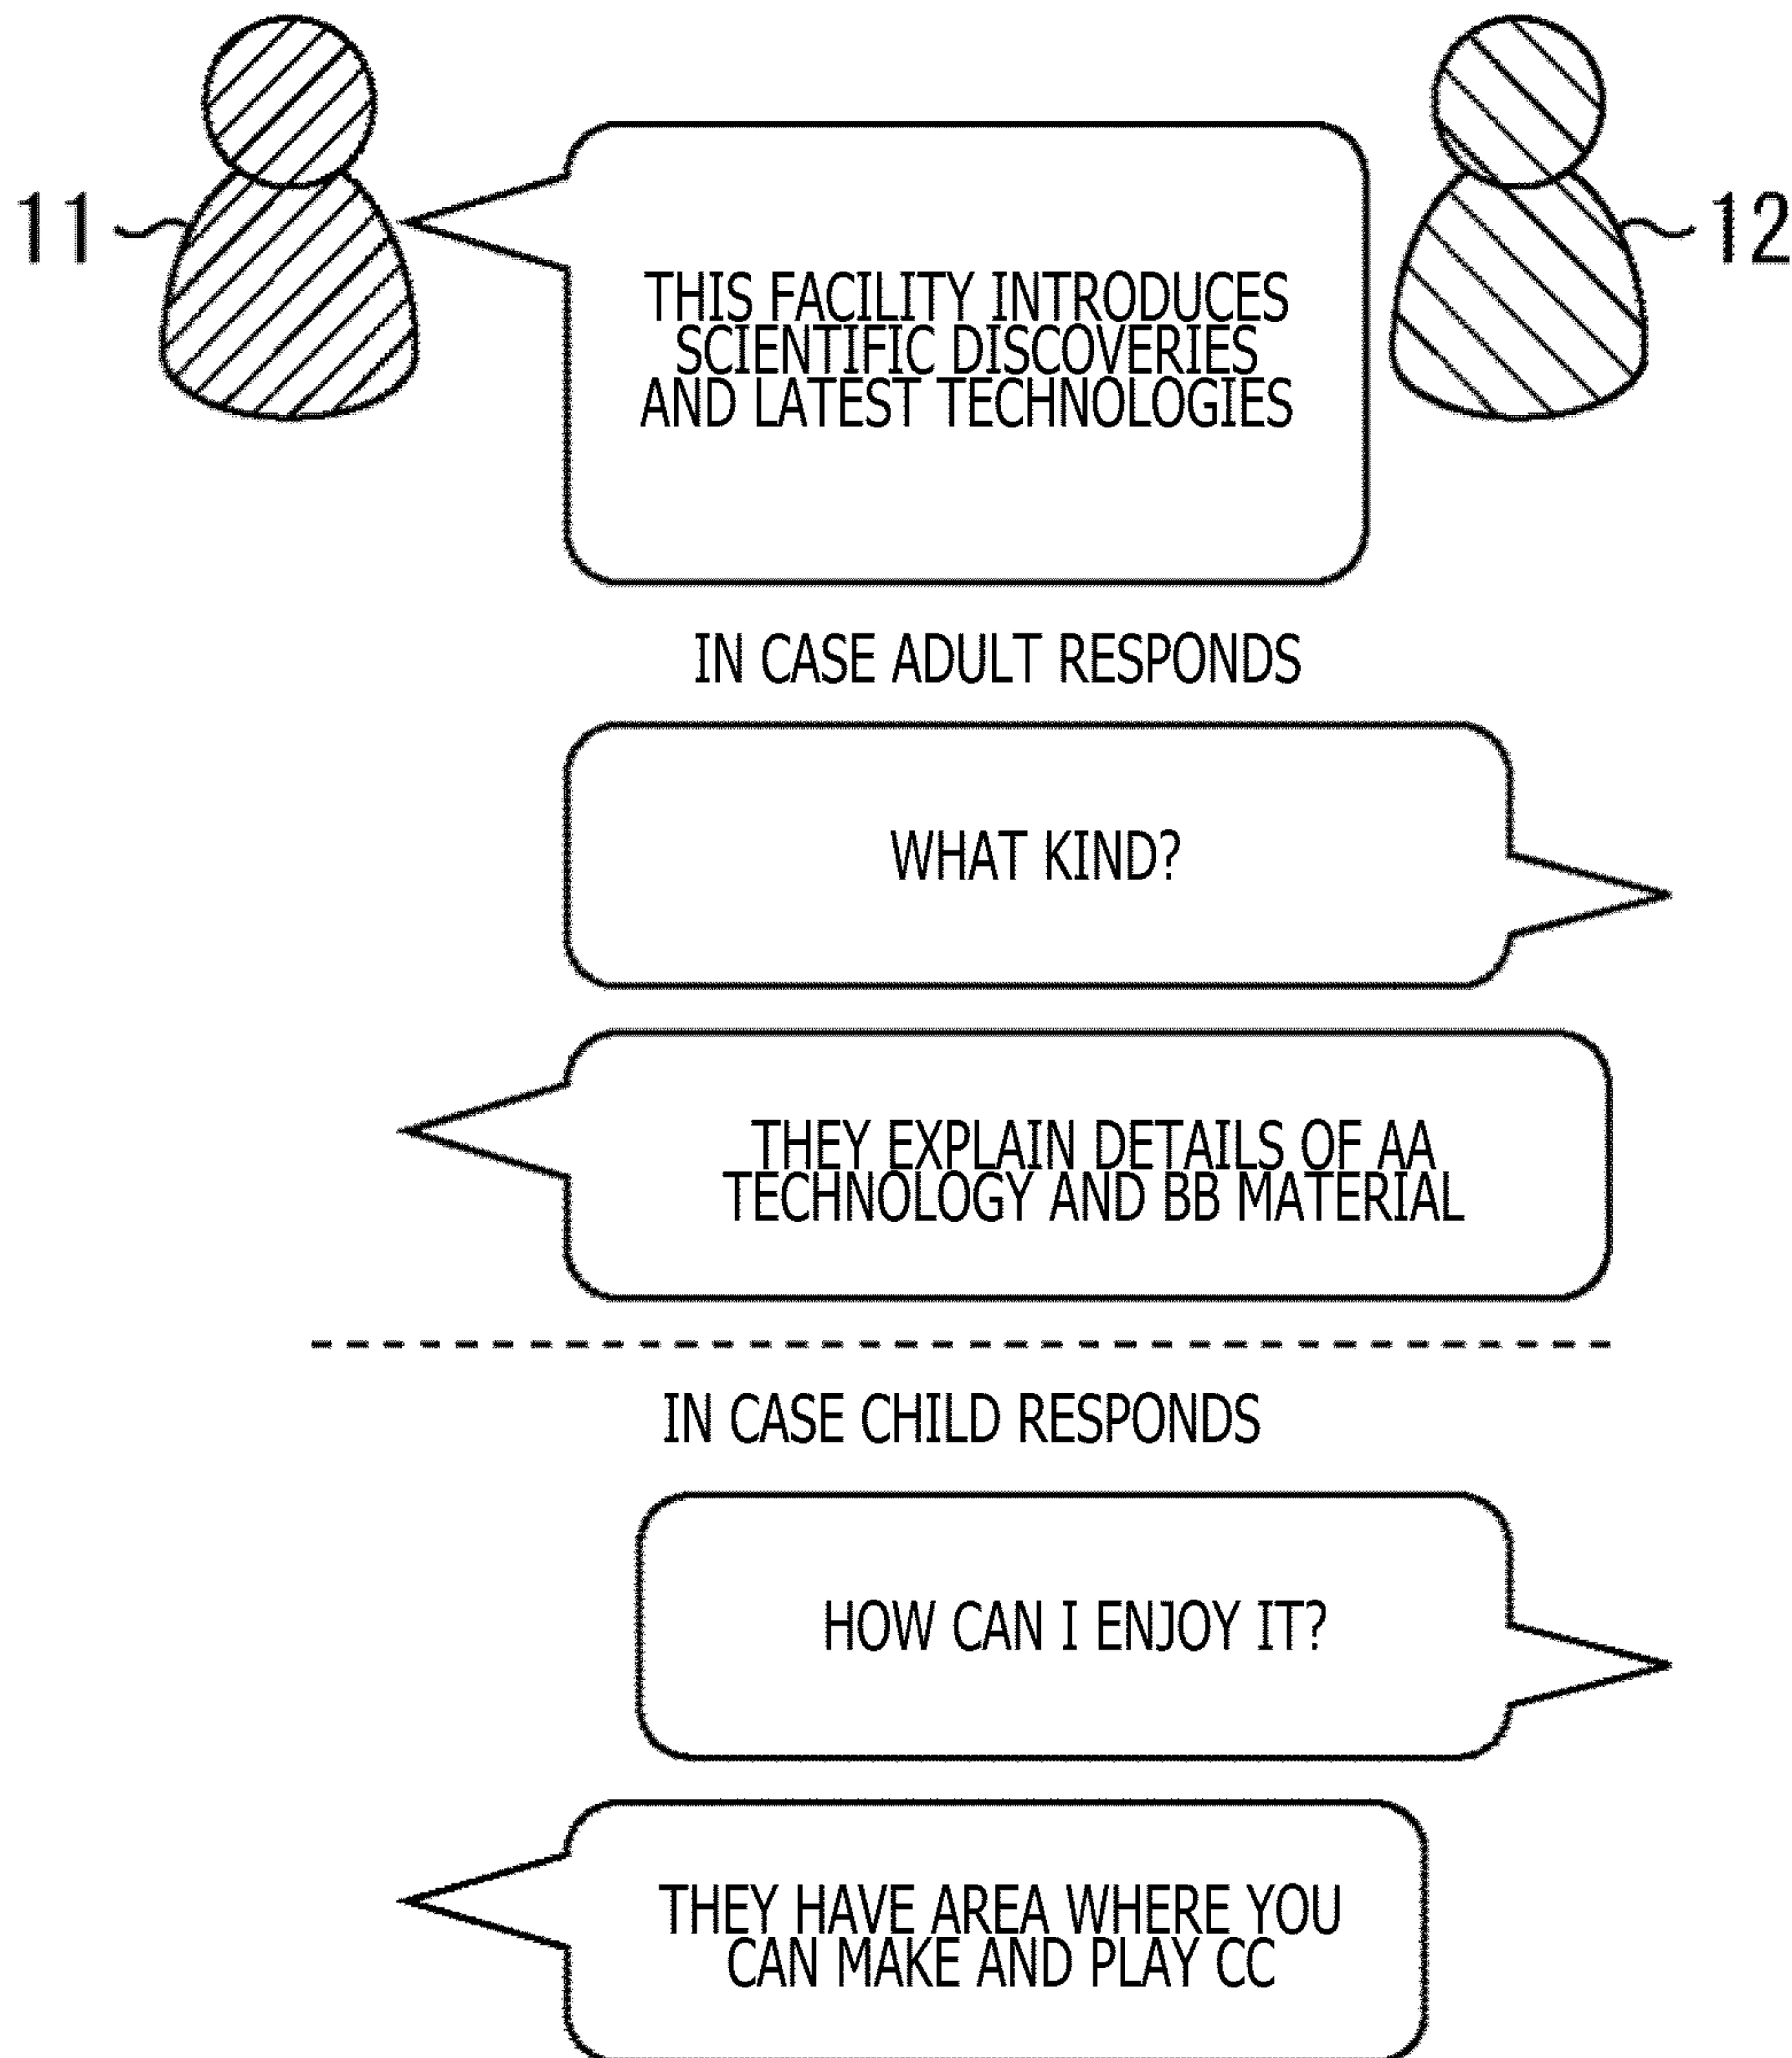 11
12
THIS FACILITY INTRODUCES
SCIENTIFIC DISCOVERIES
AND LATEST TECHNOLOGIES
IN CASE ADULT RESPONDS
WHAT KIND?
THEY EXPLAIN DETAILS OF AA
TECHNOLOGY AND BB MATERIAL
IN CASE CHILD RESPONDS
HOW CAN I ENJOY IT?
THEY HAVE AREA WHERE YOU
CAN MAKE AND PLAY CC